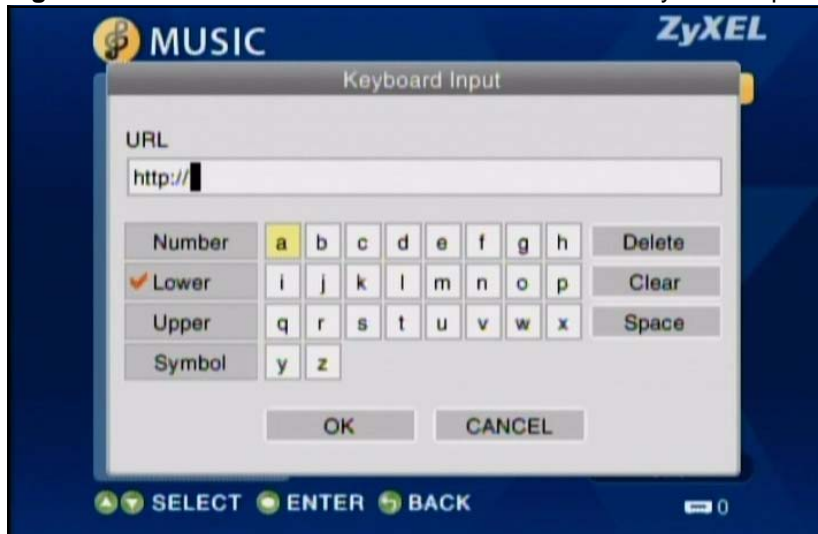 MUSIC
ZyXEL
Keyboard Input
URL
http://
Number a b c d e f g h Delete
Lower i j k l m n o p Clear
Upper q r s t u v w x Space
Symbol y z
OK CANCEL
SELECT ENTER BACK 0